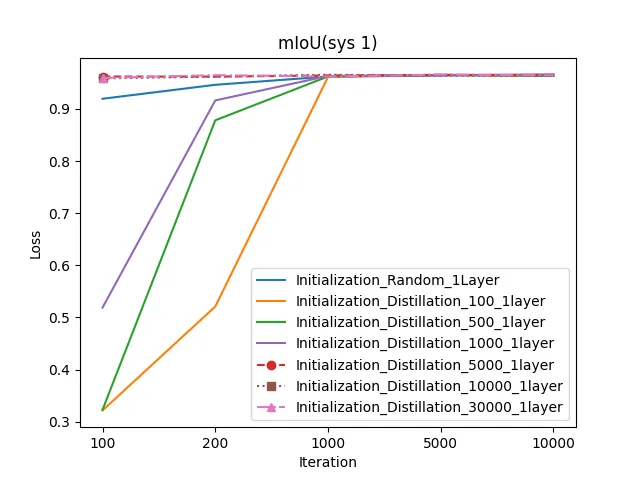 mIoU(sys 1)
Loss
0.9
0.8
0.7
0.6
0.5
0.4
0.3
Initialization_Random_1Layer
Initialization_Distillation_100_1layer
Initialization_Distillation_500_1layer
Initialization_Distillation_1000_1layer
Initialization_Distillation_5000_1layer
Initialization_Distillation_10000_1layer
Initialization_Distillation_30000_1layer
100 200 1000 5000 10000
Iteration